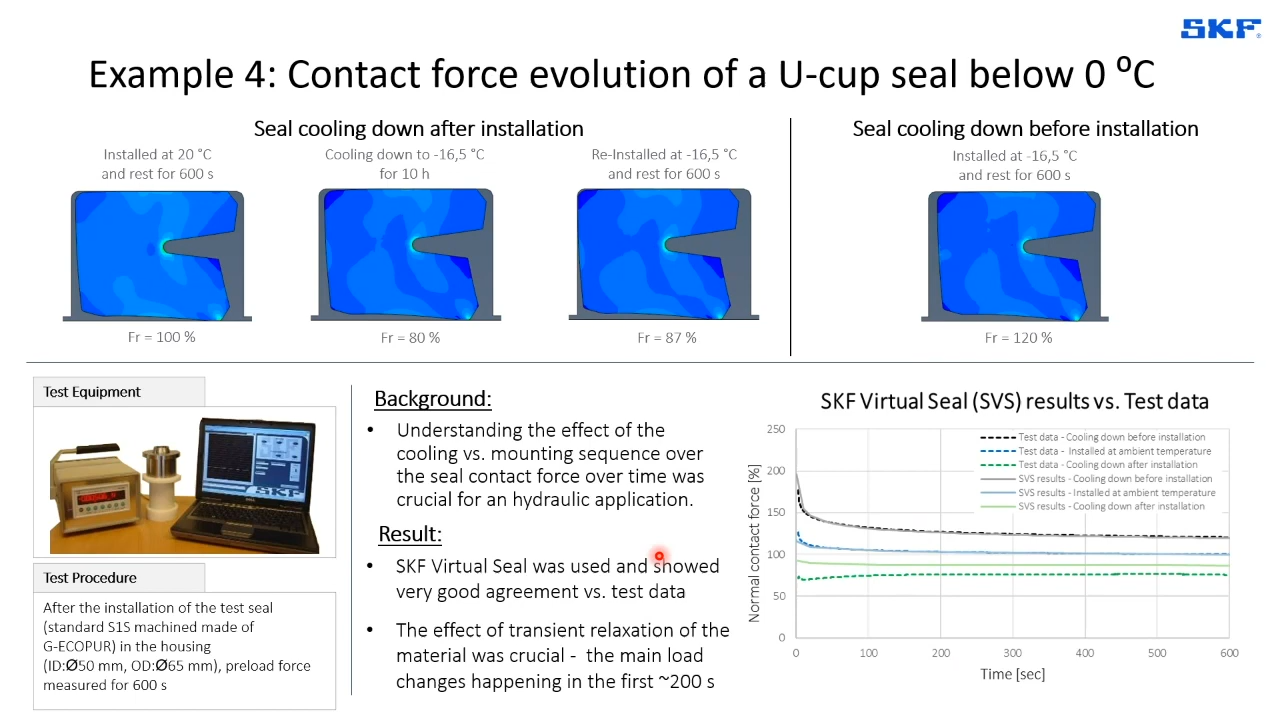 SKF
Example 4: Contact force evolution of a U-cup seal below 0 ⁰C
Seal cooling down after installation
Installed at 20 °C
and rest for 600 s
Fr = 100 %
Cooling down to -16,5 °C
for 10 h
Fr = 80 %
Re-Installed at -16,5 °C
and rest for 600 s
Fr = 87 %
Seal cooling down before installation
Installed at -16,5 °C
and rest for 600 s
Fr = 120 %
Test Equipment
SKF
Test Procedure
After the installation of the test seal
(standard S1S machined made of
G-ECOPUR) in the housing
(ID:Ø50 mm, OD:Ø65 mm), preload force
measured for 600 s
Background:
• Understanding the effect of the
cooling vs. mounting sequence over
the seal contact force over time was
crucial for an hydraulic application.
Result:
• SKF Virtual Seal was used and showed
very good agreement vs. test data
• The effect of transient relaxation of the
material was crucial - the main load
changes happening in the first ~200 s
SKF Virtual Seal (SVS) results vs. Test data
Normal contact force [%]
250
200
150
100
50
0
Test data - Cooling down before installation
Test data - Installed at ambient temperature
Test data - Cooling down after installation
SVS results - Cooling down before installation
SVS results - Installed at ambient temperature
SVS results - Cooling down after installation
0 100 200 300 400 500 600
Time [sec]